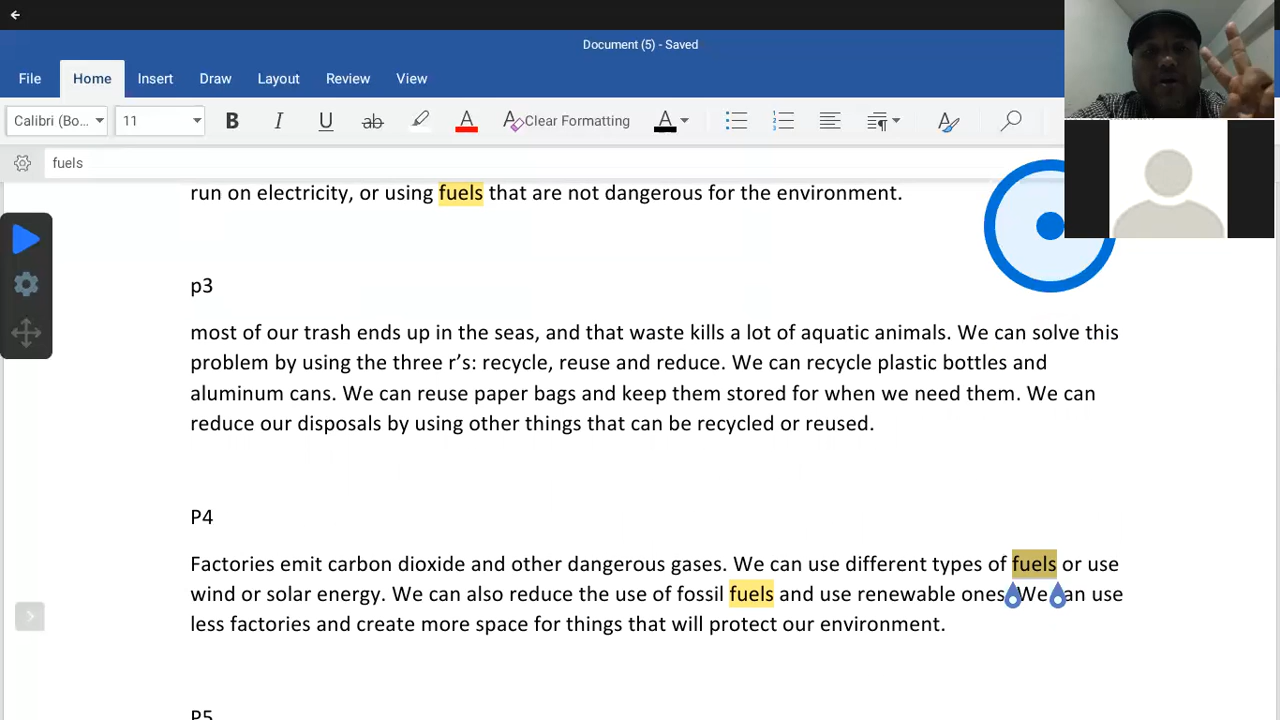 Document (5) - Saved
File Home Insert Draw Layout Review View
Calibri (Bo... 11 B I U ab A Clear Formatting A
fuels
run on electricity, or using fuels that are not dangerous for the environment.
p3
most of our trash ends up in the seas, and that waste kills a lot of aquatic animals. We can solve this
problem by using the three r’s: recycle, reuse and reduce. We can recycle plastic bottles and
aluminum cans. We can reuse paper bags and keep them stored for when we need them. We can
reduce our disposals by using other things that can be recycled or reused.
P4
Factories emit carbon dioxide and other dangerous gases. We can use different types of fuels or use
wind or solar energy. We can also reduce the use of fossil fuels and use renewable ones. We can use
less factories and create more space for things that will protect our environment.
P5